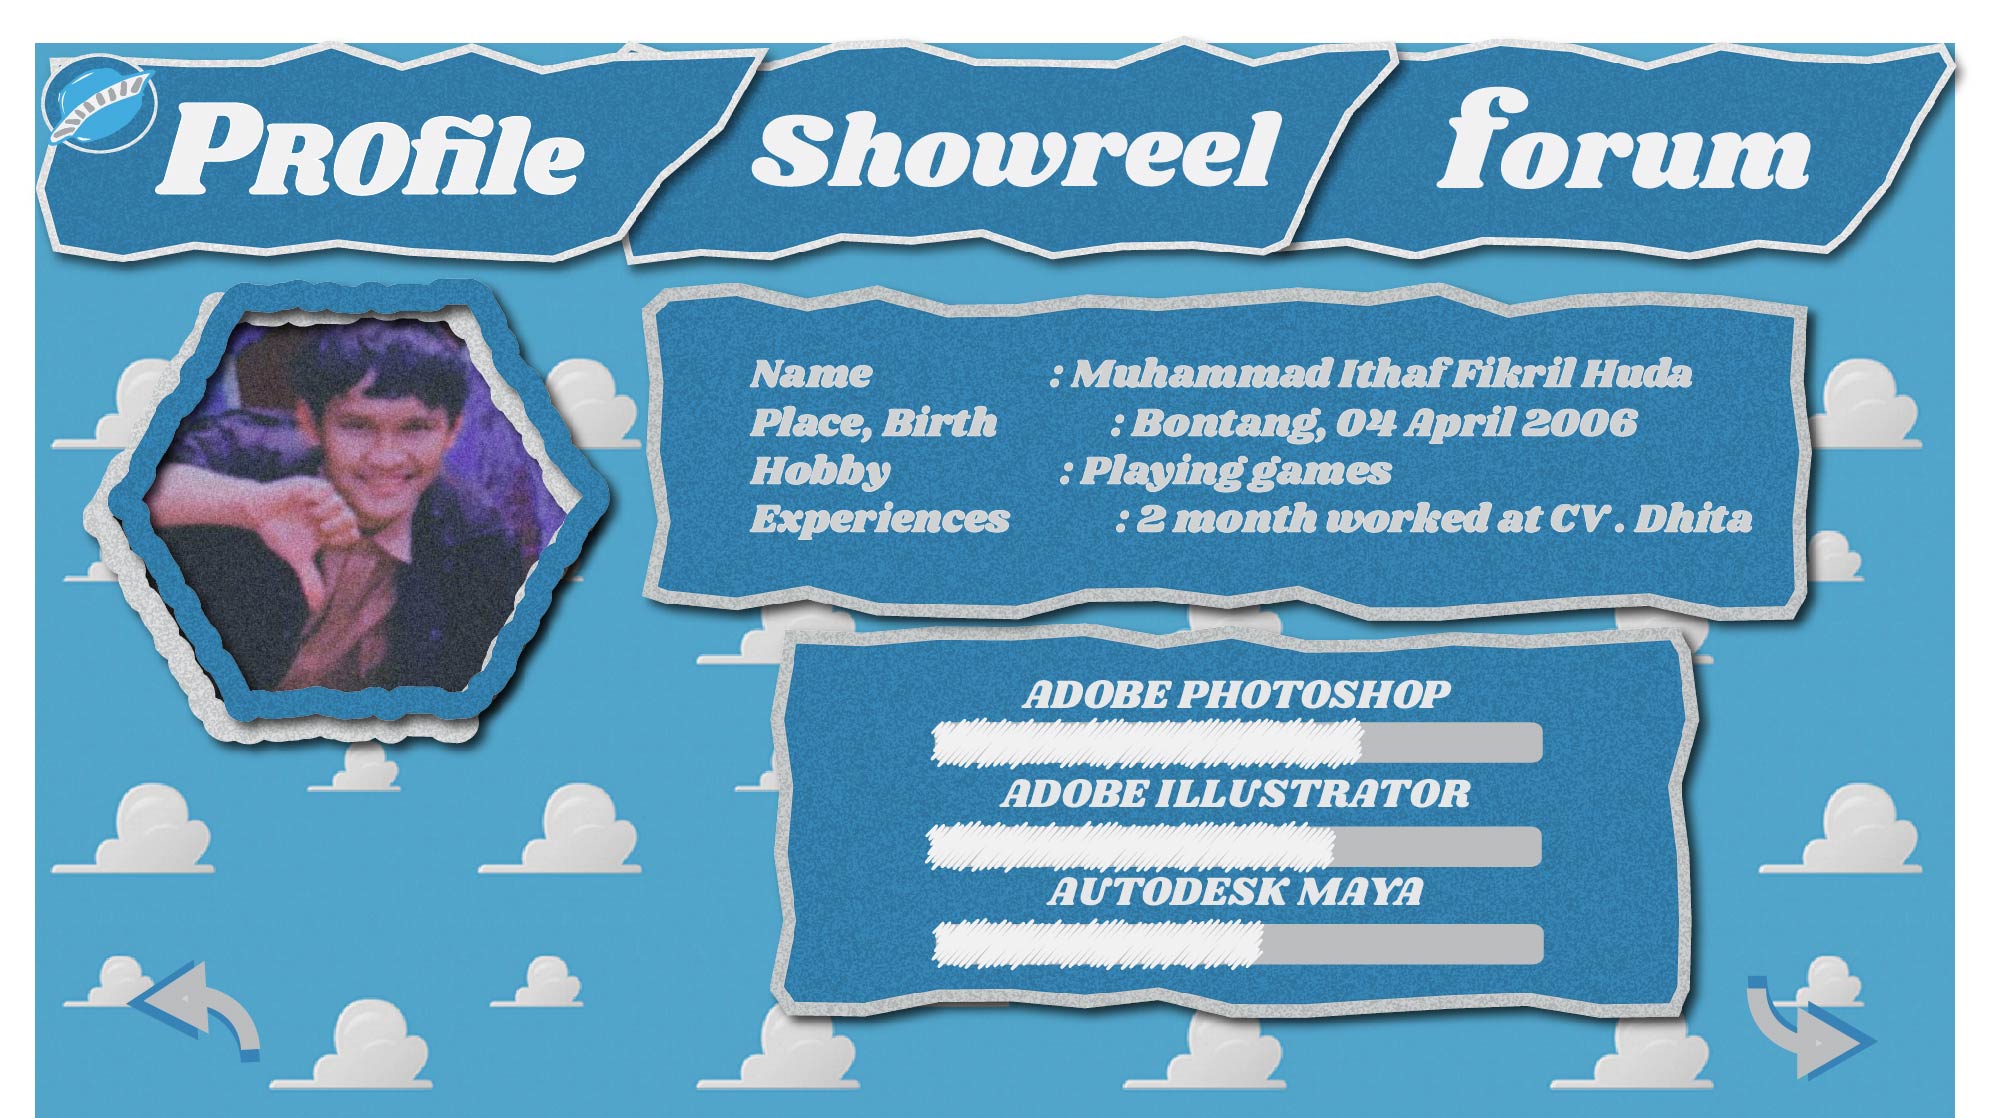 Profile
Showreel
forum
Name : Muhammad Ithaf Fikril Huda
Place, Birth : Bontang, 04 April 2006
Hobby : Playing games
Experiences : 2 month worked at CV . Dhita
ADOBE PHOTOSHOP
ADOBE ILLUSTRATOR
AUTODESK MAYA